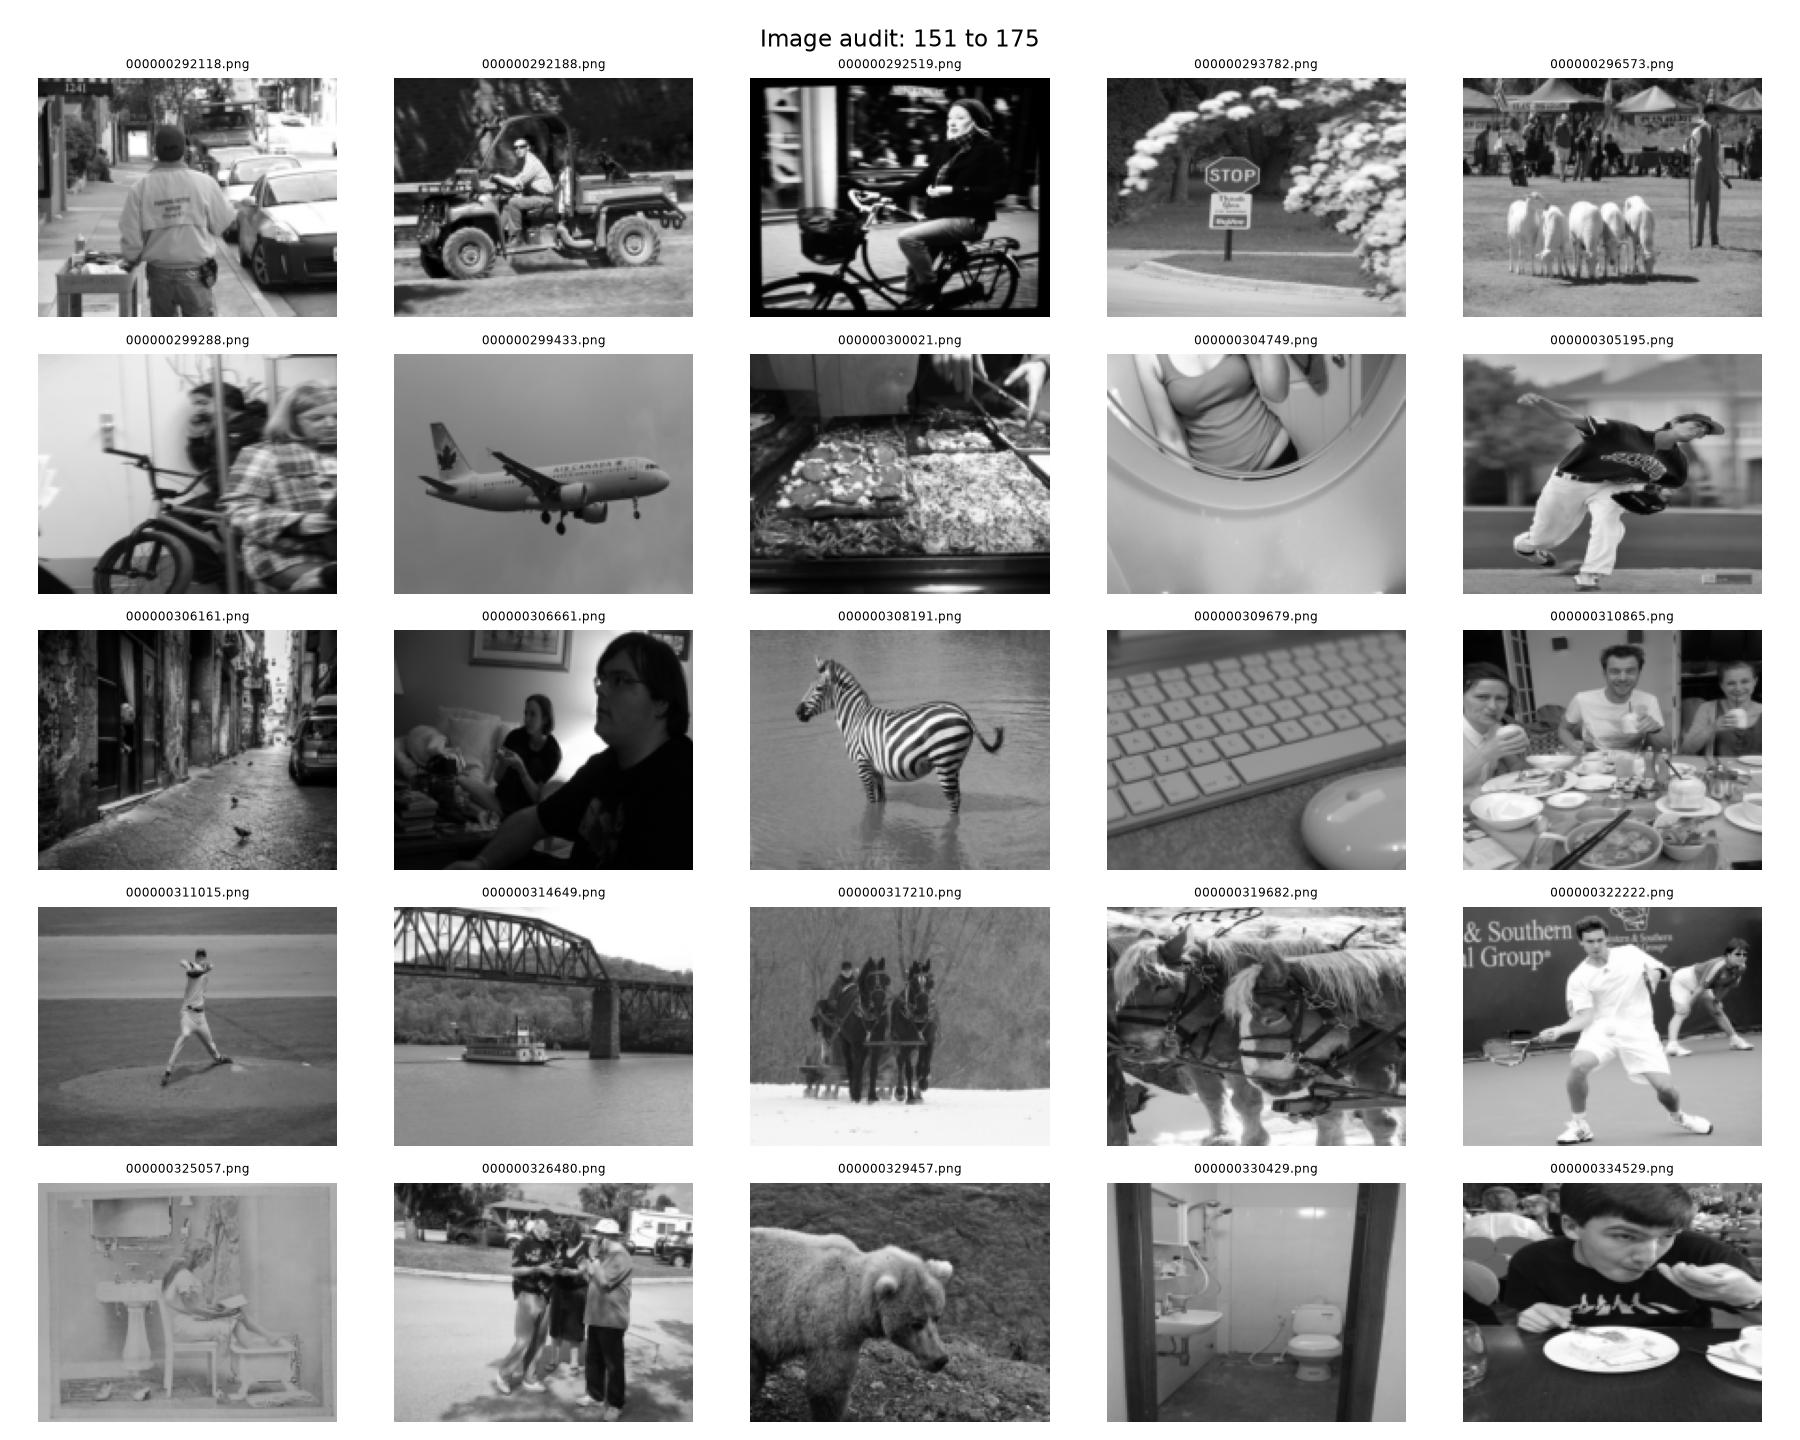 Image audit: 151 to 175
000000292118.png
000000292188.png
000000292519.png
000000293782.png
000000296573.png
1241
STOP
000000299288.png
000000299433.png
000000300021.png
000000304749.png
000000305195.png
AIR CANADA
000000306161.png
000000306661.png
000000308191.png
000000309679.png
000000310865.png
000000311015.png
000000314649.png
000000317210.png
000000319682.png
000000322222.png
& Southern
l Group
& Southern
000000325057.png
000000326480.png
000000329457.png
000000330429.png
000000334529.png